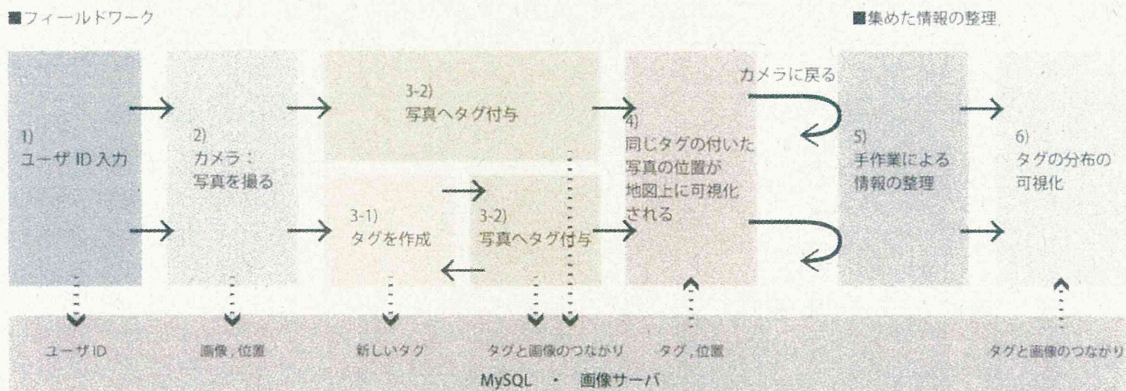 ■フィールドワーク
■集めた情報の整理
1)
ユーザ ID 入力
2)
カメラ：
写真を撮る
3-2)
写真へタグ付与
3-1)
タグを作成
3-2)
写真へタグ付与
4)
同じタグの付いた
写真の位置が
地図上に可視化
される
カメラに戻る
5)
手作業による
情報の整理
6)
タグの分布の
可視化
ユーザ ID
画像, 位置
新しいタグ
タグと画像のつながり
タグ, 位置
タグと画像のつながり
MySQL ・ 画像サーバ